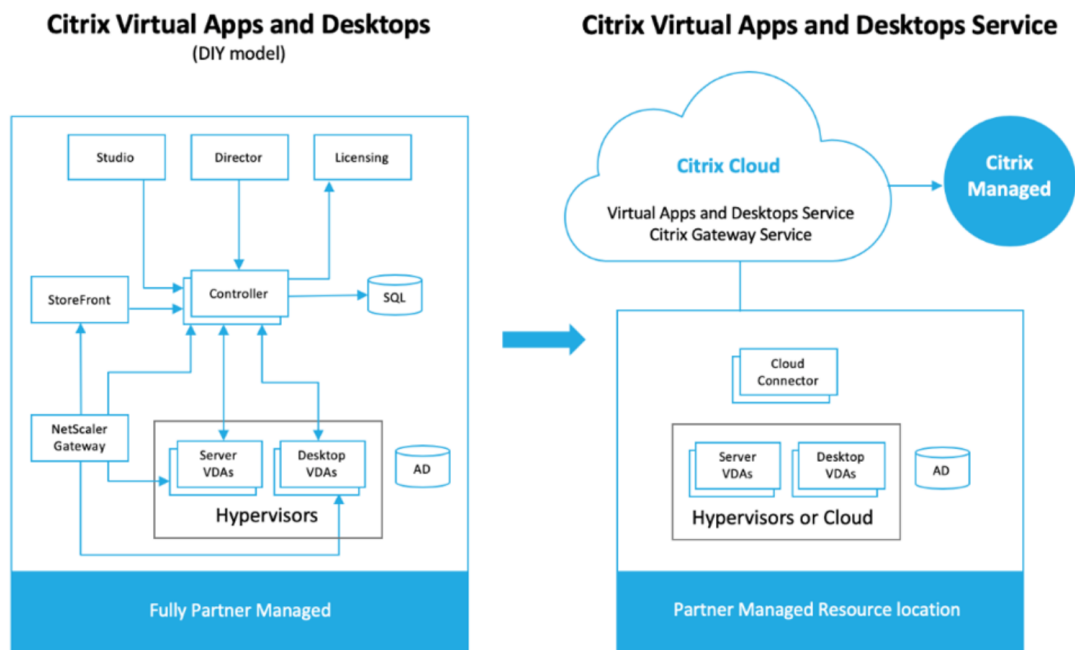 Citrix Virtual Apps and Desktops
(DIY model)
Studio
Director
Licensing
StoreFront
Controller
SQL
NetScaler
Gateway
Server
VDAs
Desktop
VDAs
AD
Hypervisors
Fully Partner Managed
Citrix Virtual Apps and Desktops Service
Citrix Cloud
Virtual Apps and Desktops Service
Citrix Gateway Service
Citrix
Managed
Cloud
Connector
Server
VDAs
Desktop
VDAs
AD
Hypervisors or Cloud
Partner Managed Resource location